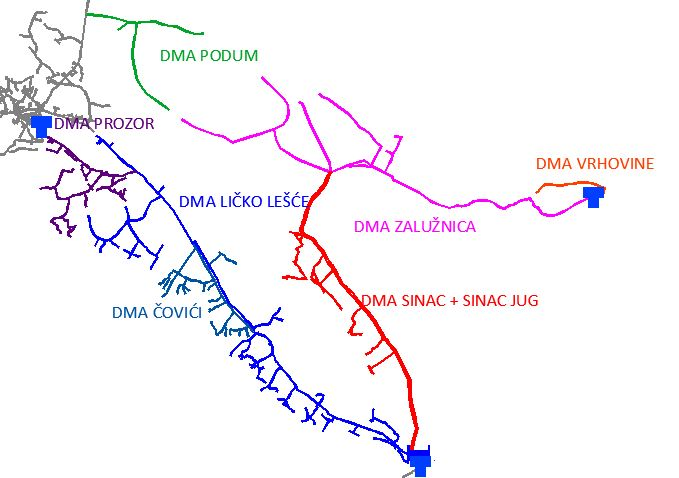 DMA PODUM
DMA PROZOR
DMA VRHOVINE
DMA LIČKO LEŠĆE
DMA ZALUŽNICA
DMA SINAC + SINAC JUG
DMA ČOVIĆI